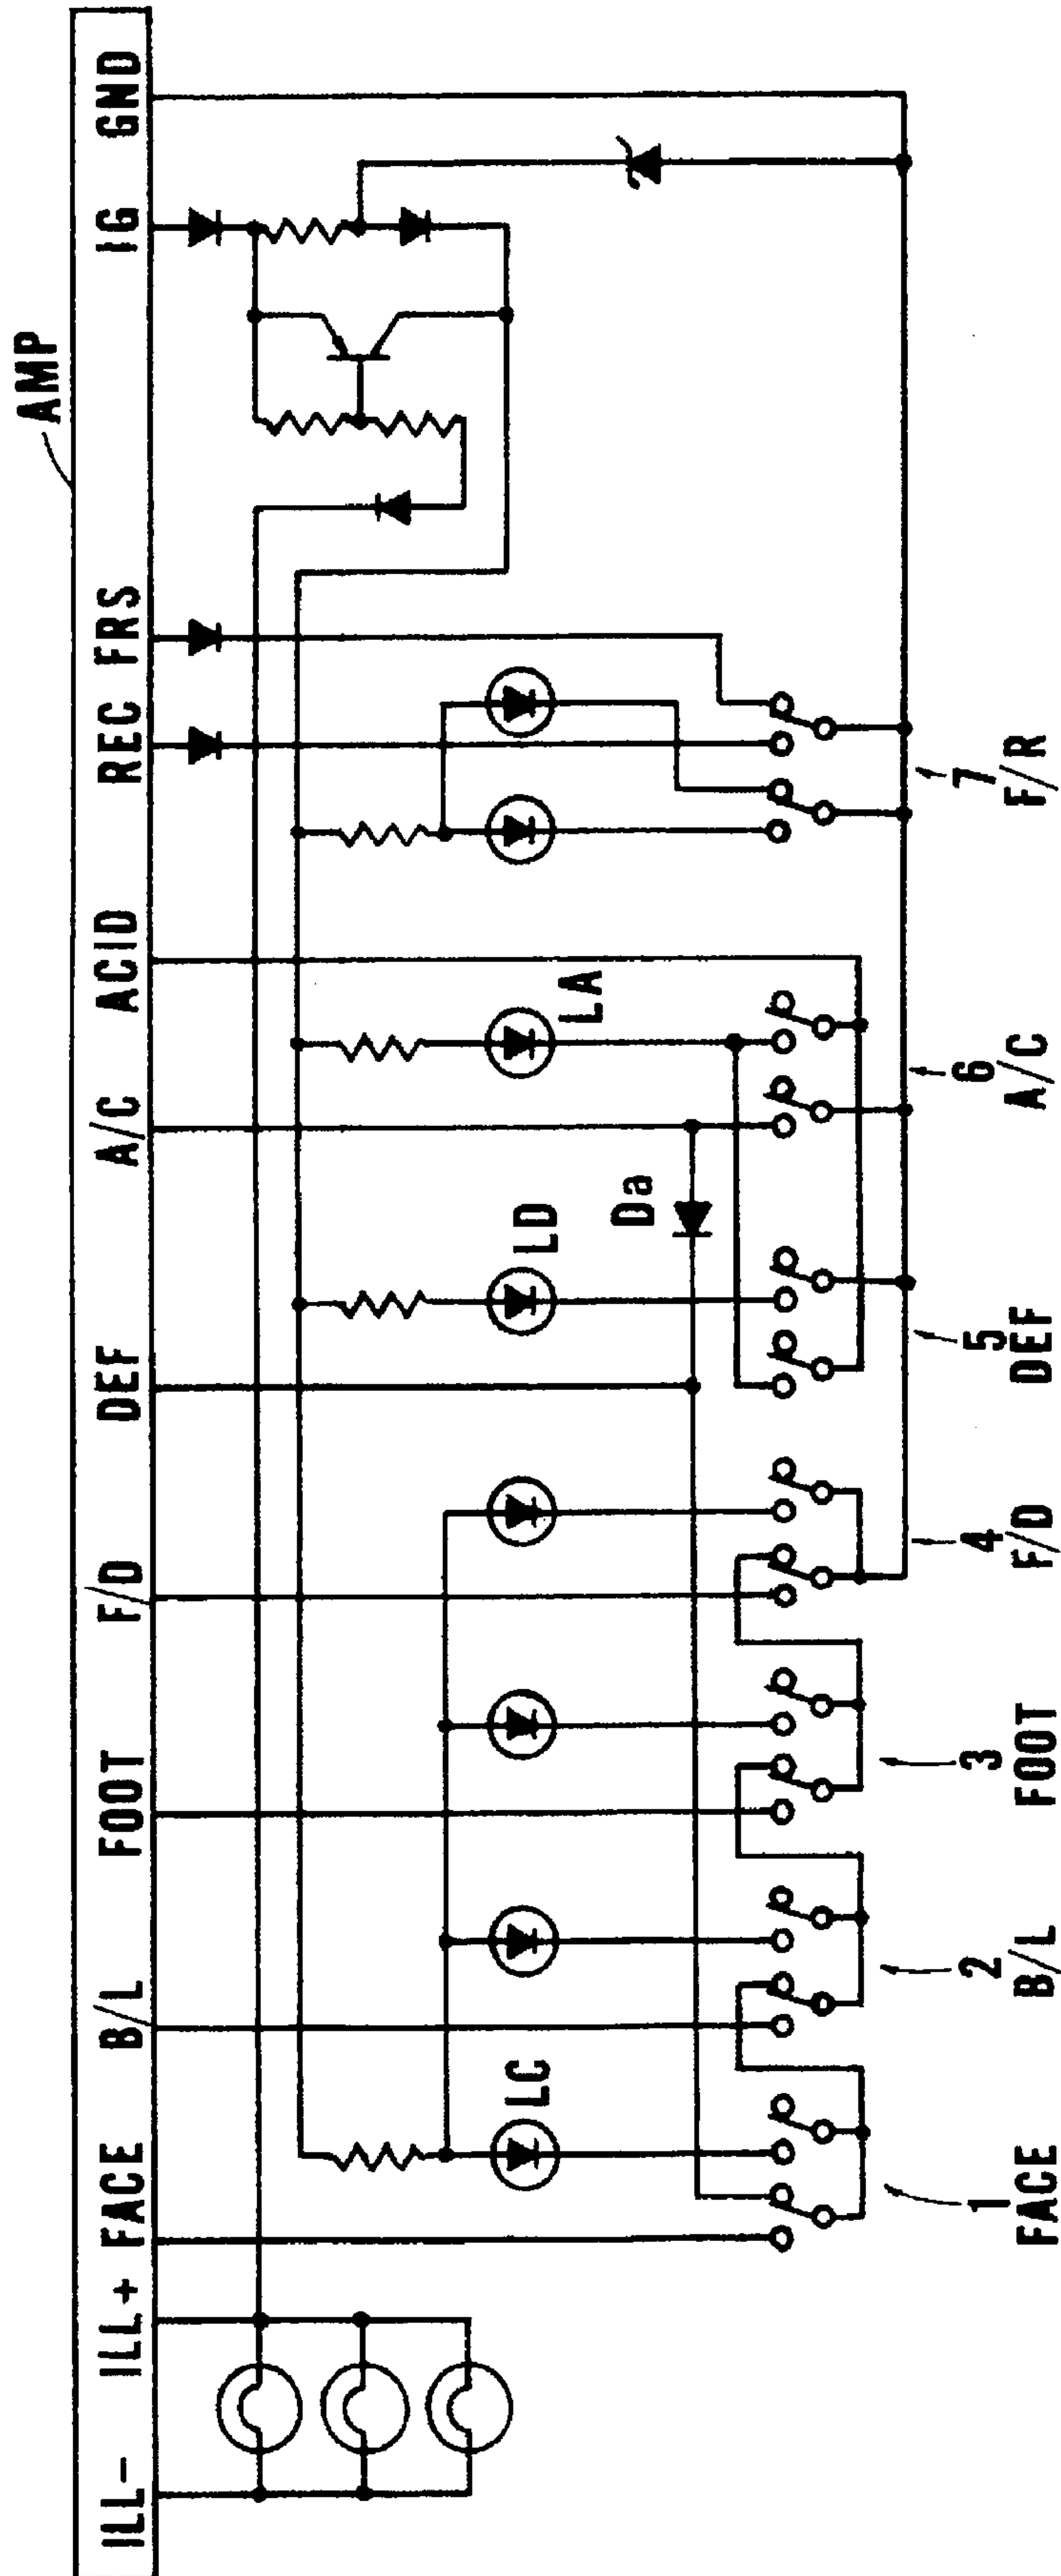 AMP
ILL-
ILL+
FACE
B/L
FOOT
F/D
DEF
A/C
ACID
REC
FRS
IG
GND
LC
LD
Da
LA
1
FACE
2
B/L
3
FOOT
4
F/D
5
DEF
6
A/C
7
F/R